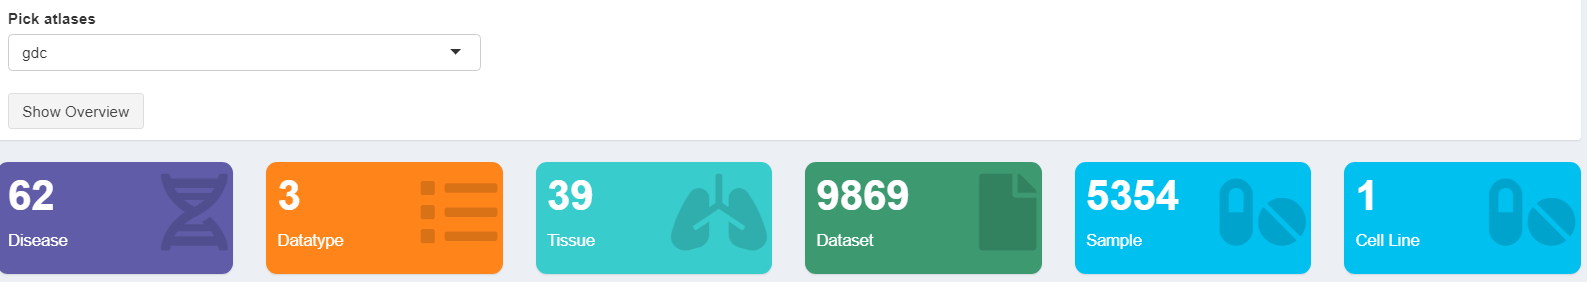 Pick atlases
gdc
Show Overview
62
Disease
3
Datatype
39
Tissue
9869
Dataset
5354
Sample
1
Cell Line